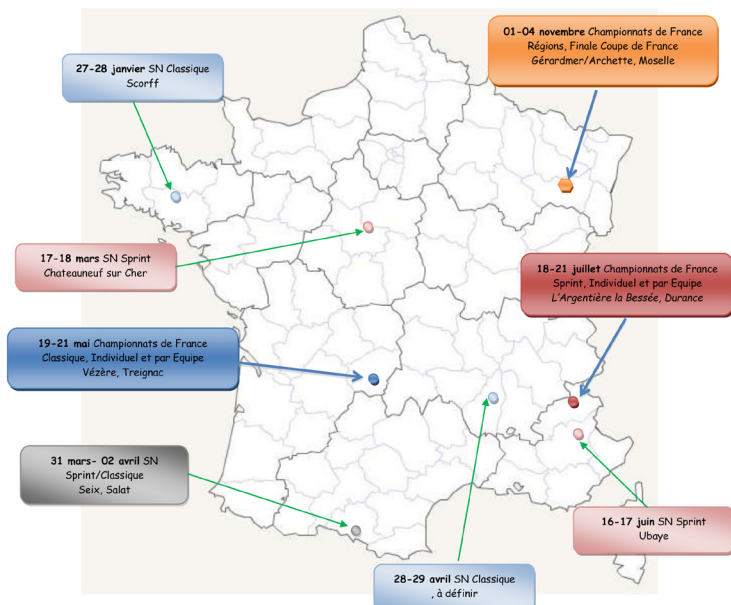 01-04 novembre Championnats de France
Régions, Finale Coupe de France
Gérardmer/Archette, Moselle
27-28 janvier SN Classique
Scorff
17-18 mars SN Sprint
Chateauneuf sur Cher
18-21 juillet Championnats de France
Sprint, Individuel et par Equipe
L'Argentière la Bessée, Durance
19-21 mai Championnats de France
Classique, Individuel et par Equipe
Vézère, Treignac
31 mars- 02 avril SN
Sprint/Classique
Seix, Salat
16-17 juin SN Sprint
Ubaye
28-29 avril SN Classique
, à définir